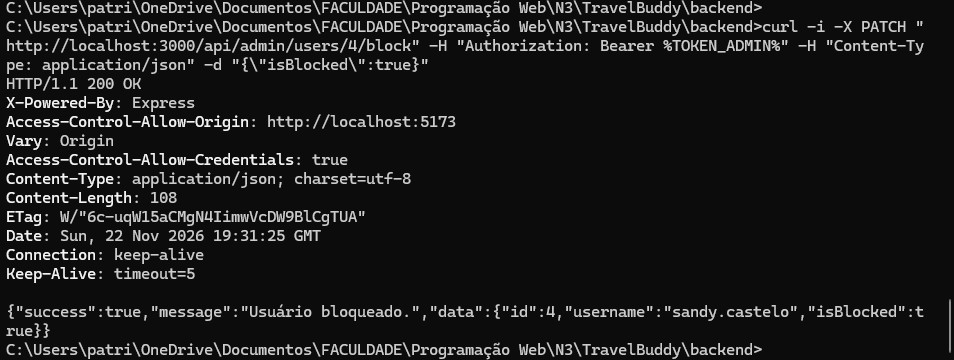 C:\Users\patri\OneDrive\Documentos\FACULDADE\Programação Web\N3\TravelBuddy\backend>
C:\Users\patri\OneDrive\Documentos\FACULDADE\Programação Web\N3\TravelBuddy\backend>curl -i -X PATCH "
http://localhost:3000/api/admin/users/4/block" -H "Authorization: Bearer %TOKEN_ADMIN%" -H "Content-Ty
pe: application/json" -d "{\"isBlocked\":true}"
HTTP/1.1 200 OK
X-Powered-By: Express
Access-Control-Allow-Origin: http://localhost:5173
Vary: Origin
Access-Control-Allow-Credentials: true
Content-Type: application/json; charset=utf-8
Content-Length: 108
ETag: W/"6c-uqW15aCMgN4IimwVcDW9BlCgTUA"
Date: Sun, 22 Nov 2026 19:31:25 GMT
Connection: keep-alive
Keep-Alive: timeout=5
{"success":true,"message":"Usuário bloqueado.","data":{"id":4,"username":"sandy.castelo","isBlocked":t
rue}}
C:\Users\patri\OneDrive\Documentos\FACULDADE\Programação Web\N3\TravelBuddy\backend>